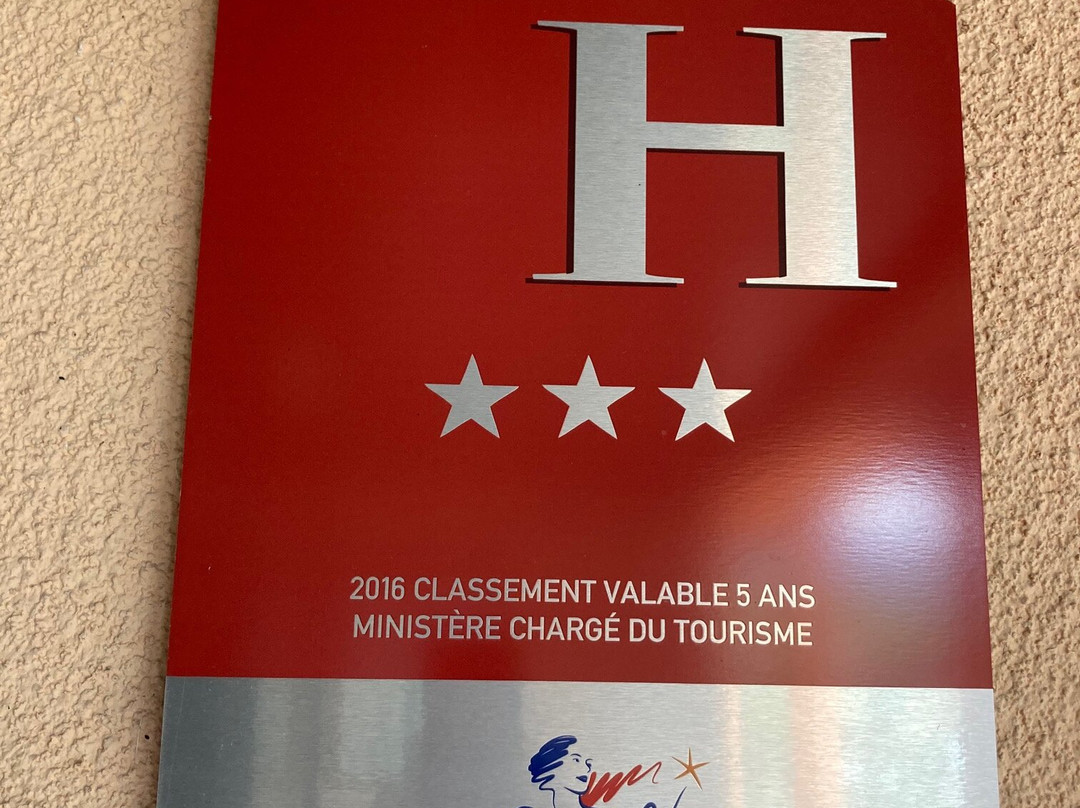 H
2016 CLASSEMENT VALABLE 5 ANS
MINISTÈRE CHARGÉ DU TOURISME